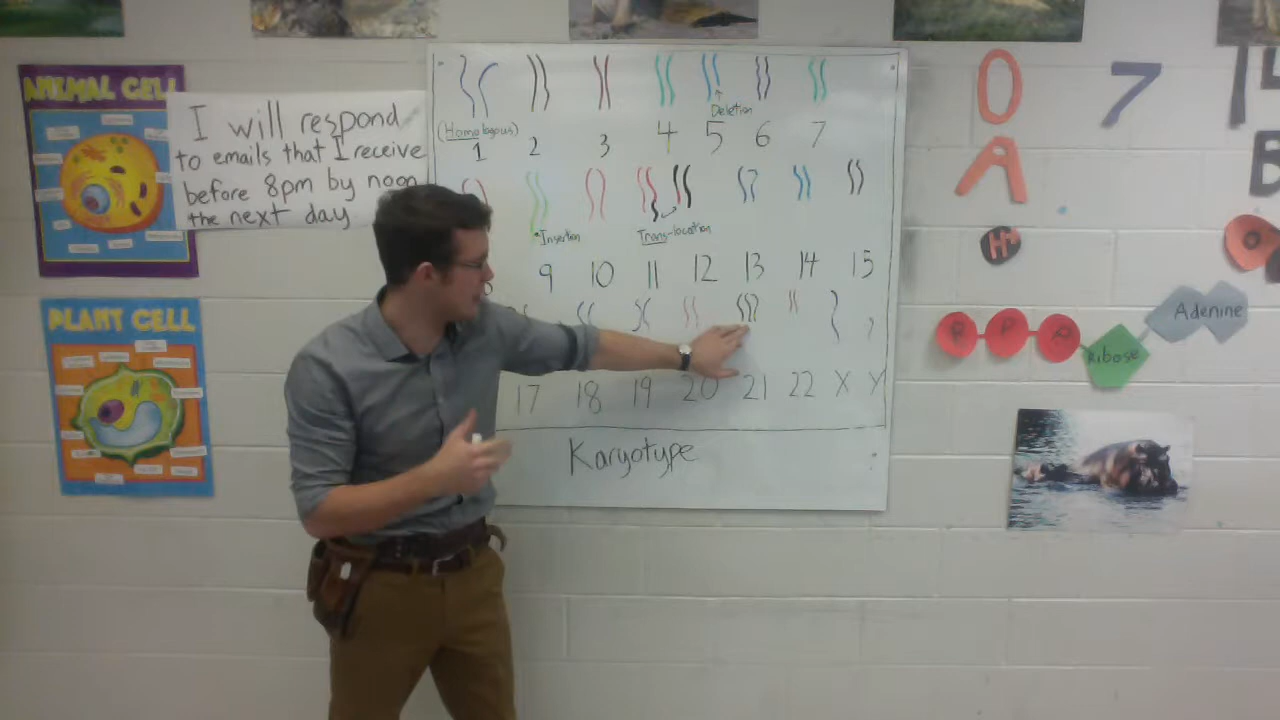 ANIMAL CELL
I will respond
to emails that I receive
before 8pm by noon
the next day
PLANT CELL
Deletion
(Homologous)
1 2 3 4 5 6 7
Insertion
Trans-location
9 10 11 12 13 14 15
17 18 19 20 21 22 X Y
Karyotype
0 7
A B
H+
P P P
Ribose
Adenine